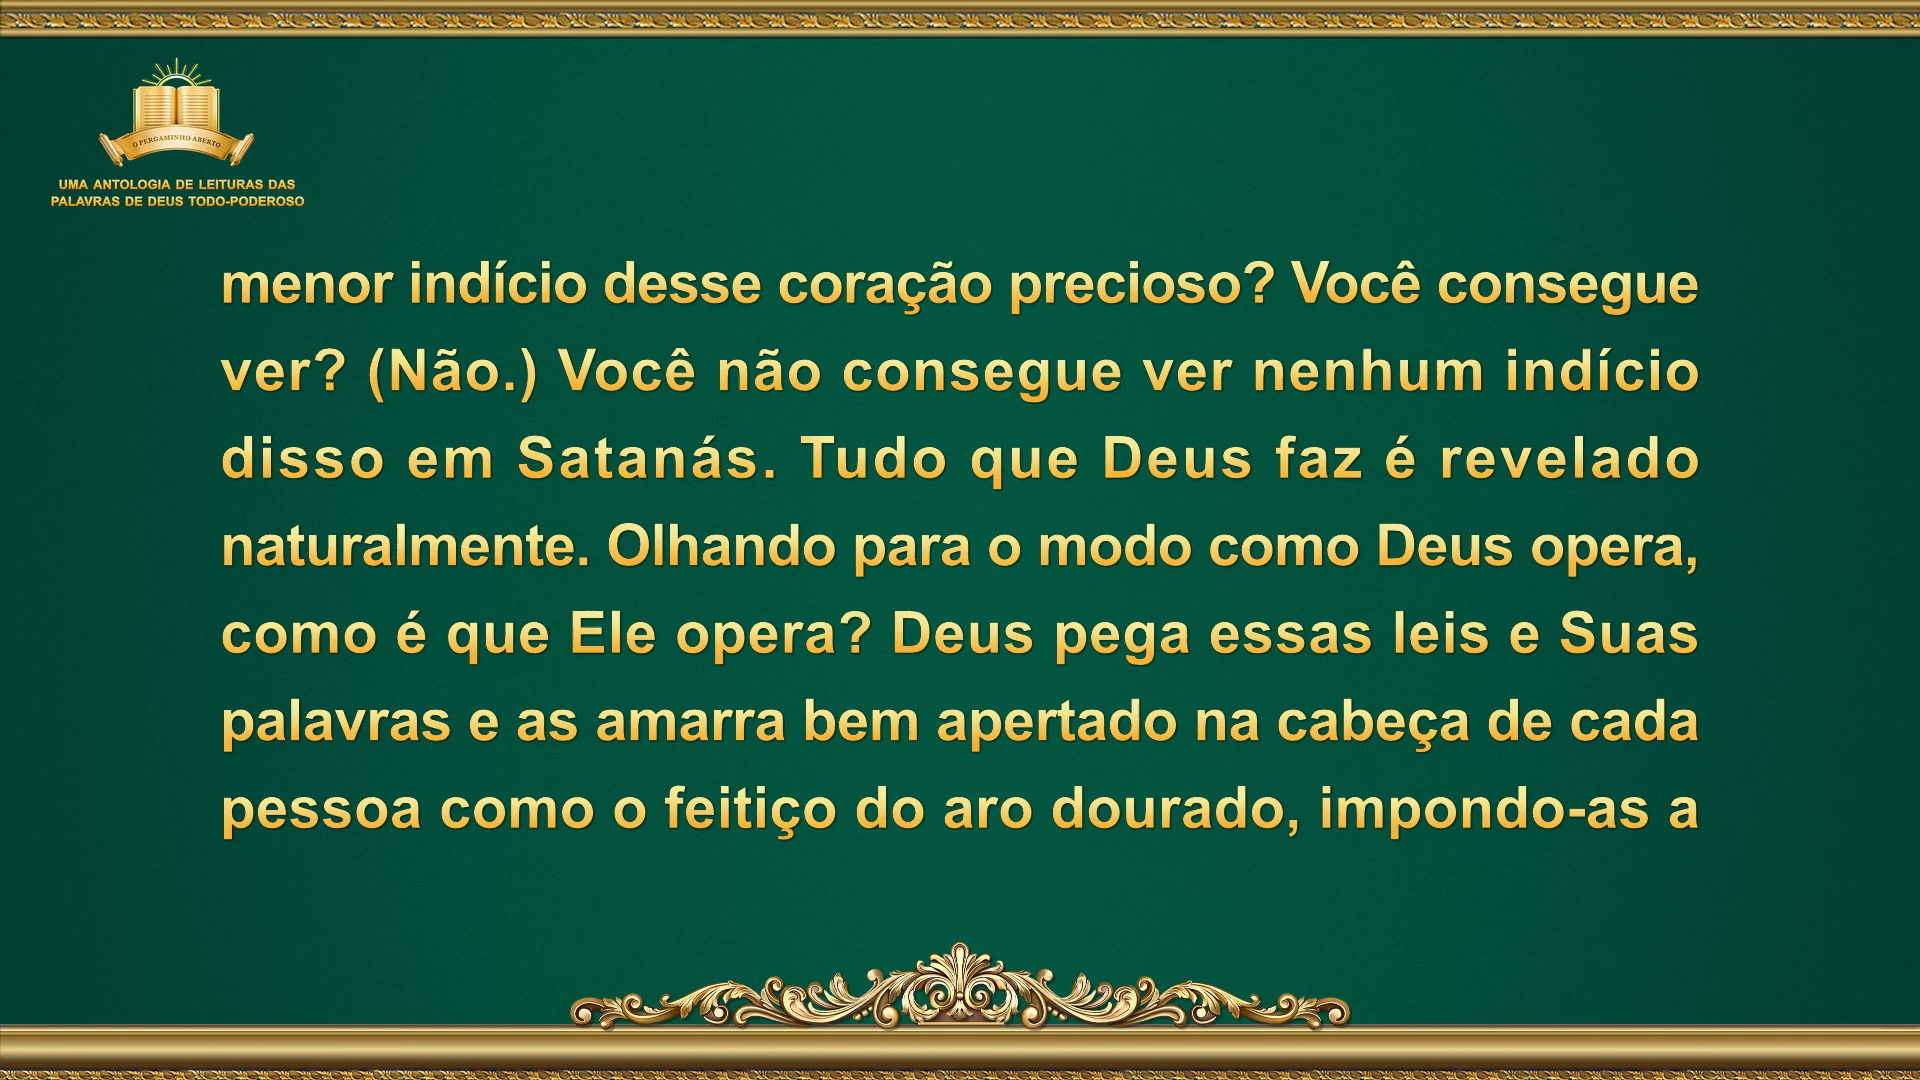 O PERGAMINHO ABERTO
UMA ANTOLOGIA DE LEITURAS DAS
PALAVRAS DE DEUS TODO-PODEROSO
menor indício desse coração precioso? Você consegue
ver? (Não.) Você não consegue ver nenhum indício
disso em Satanás. Tudo que Deus faz é revelado
naturalmente. Olhando para o modo como Deus opera,
como é que Ele opera? Deus pega essas leis e Suas
palavras e as amarra bem apertado na cabeça de cada
pessoa como o feitiço do aro dourado, impondo-as a